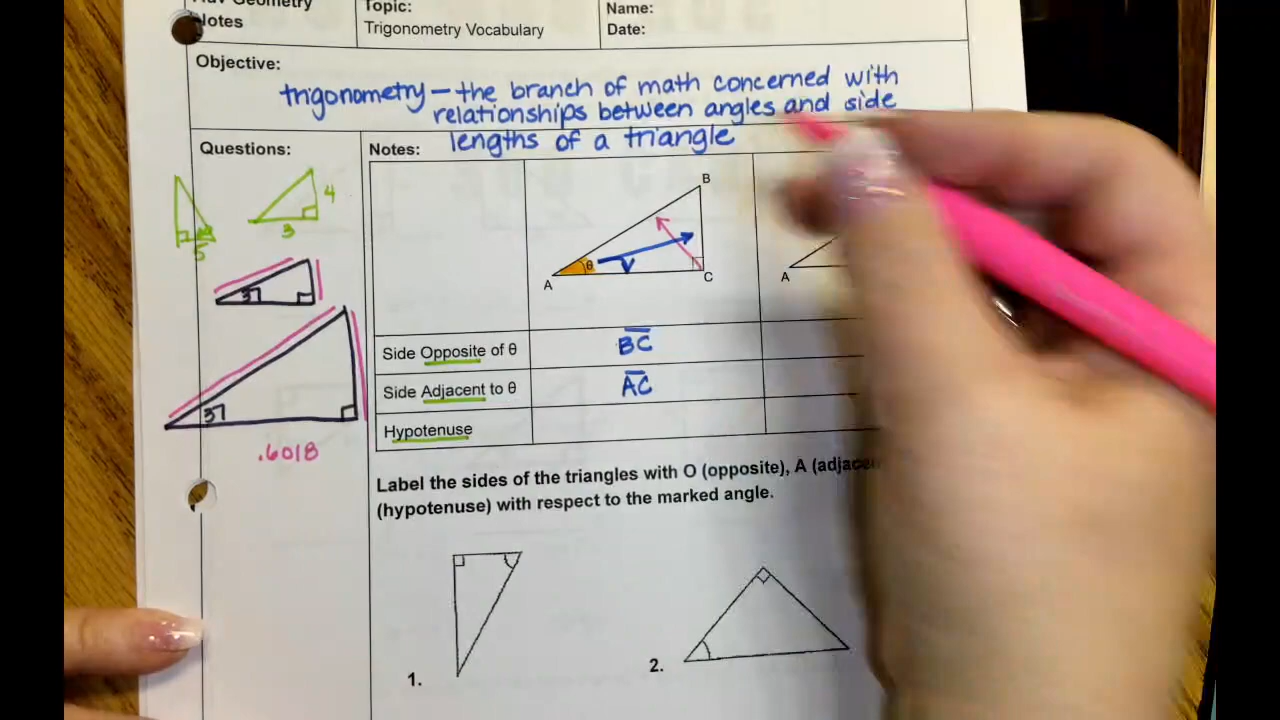 Geometry
Notes
Topic:
Trigonometry Vocabulary
Name:
Date:
Objective:
trigonometry — the branch of math concerned with
relationships between angles and side
lengths of a triangle
Questions:
Notes:
4
3
5
37
37
.6018
B
θ
A
C
A
Side Opposite of θ
BC
Side Adjacent to θ
AC
Hypotenuse
Label the sides of the triangles with O (opposite), A
(hypotenuse) with respect to the marked angle.
1.
2.